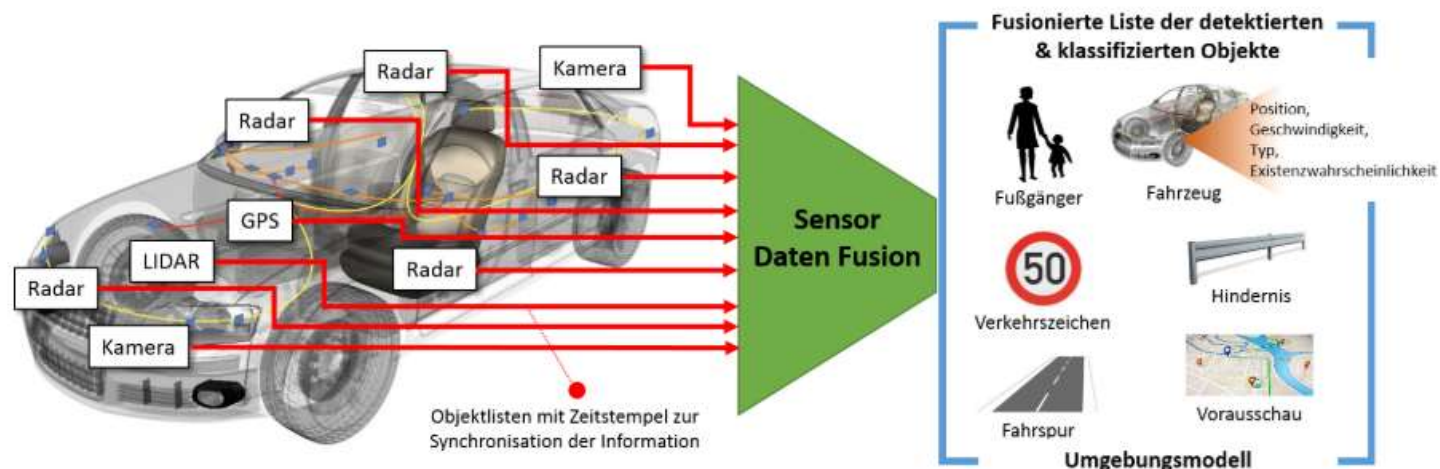 Radar
Kamera
Radar
Radar
GPS
LIDAR
Radar
Radar
Kamera
Objektlisten mit Zeitstempel zur
Synchronisation der Information
Sensor
Daten Fusion
Fusionierte Liste der detektierten
& klassifizierten Objekte
Position,
Geschwindigkeit,
Typ,
Existenzwahrscheinlichkeit
Fußgänger
Fahrzeug
50
Verkehrszeichen
Hindernis
Fahrspur
Vorausschau
Umgebungsmodell